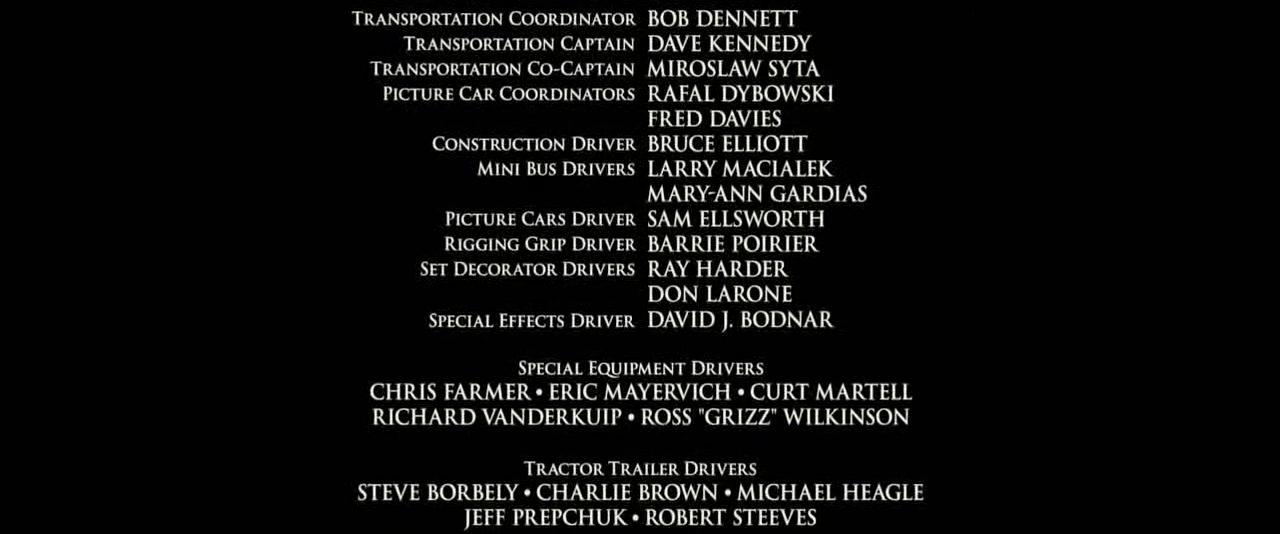 TRANSPORTATION COORDINATOR BOB DENNETT
TRANSPORTATION CAPTAIN DAVE KENNEDY
TRANSPORTATION CO-CAPTAIN MIROSLAW SYTA
PICTURE CAR COORDINATORS RAFAL DYBOWSKI
FRED DAVIES
CONSTRUCTION DRIVER BRUCE ELLIOTT
MINI BUS DRIVERS LARRY MACIALEK
MARY-ANN GARDIAS
PICTURE CARS DRIVER SAM ELLSWORTH
RIGGING GRIP DRIVER BARRIE POIRIER
SET DECORATOR DRIVERS RAY HARDER
DON LARONE
SPECIAL EFFECTS DRIVER DAVID J. BODNAR
SPECIAL EQUIPMENT DRIVERS
CHRIS FARMER • ERIC MAYERVICH • CURT MARTELL
RICHARD VANDERKUIP • ROSS "GRIZZ" WILKINSON
TRACTOR TRAILER DRIVERS
STEVE BORBELY • CHARLIE BROWN • MICHAEL HEAGLE
JEFF PREPCHUK • ROBERT STEEVES